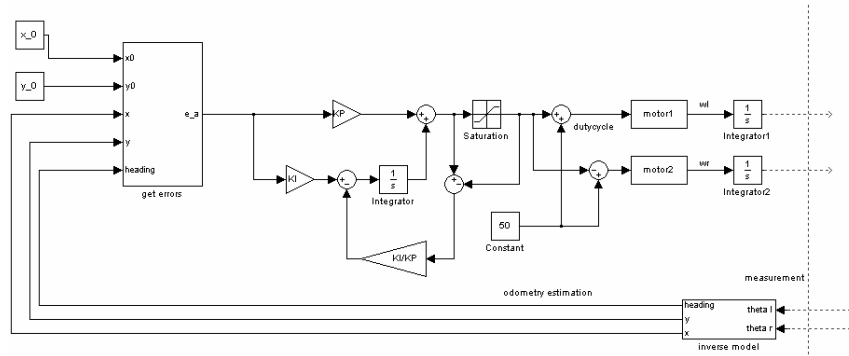 x_0
y_0
x0
y0
x
y
heading
e_a
get errors
KP
KI
1
s
Integrator
KI/KP
Saturation
dutycycle
50
Constant
motor1
wl
1
s
Integrator1
motor2
wr
1
s
Integrator2
measurement
odometry estimation
heading
y
x
theta l
theta r
inverse model